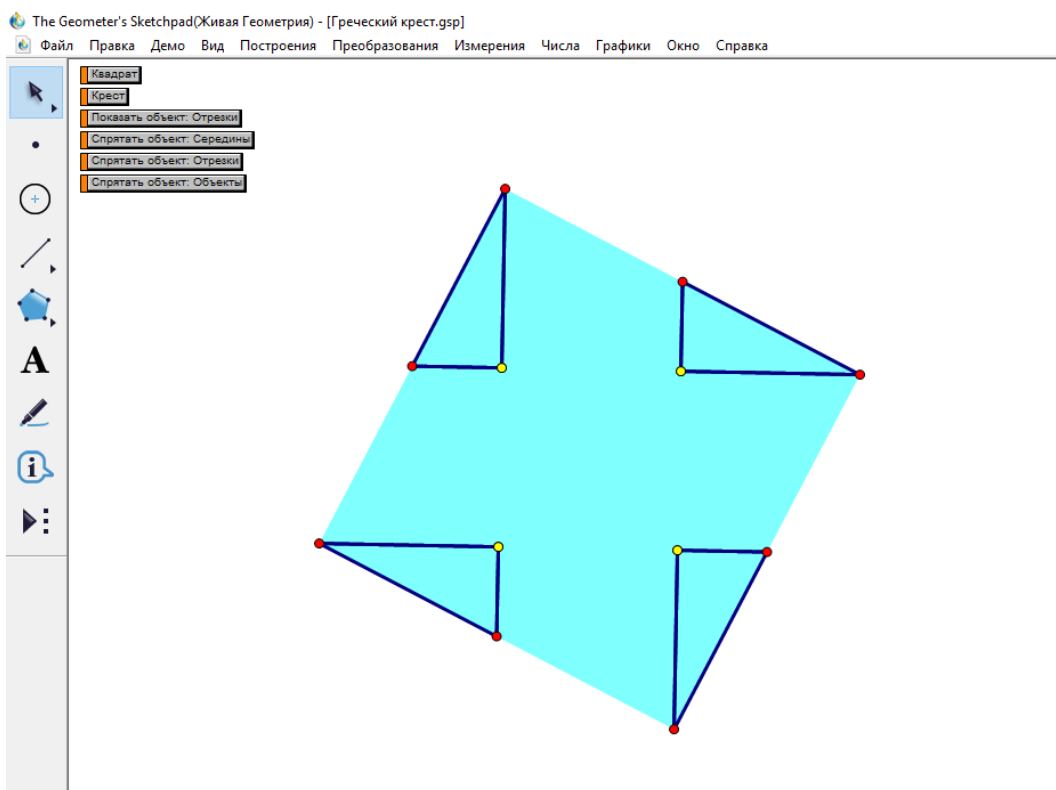 The Geometer's Sketchpad(Живая Геометрия) - [Греческий крест.gsp]
Файл Правка Демо Вид Построения Преобразования Измерения Числа Графики Окно Справка
Квадрат
Крест
Показать объект: Отрезки
Спрятать объект: Середины
Спрятать объект: Отрезки
Спрятать объект: Объекты
A
i